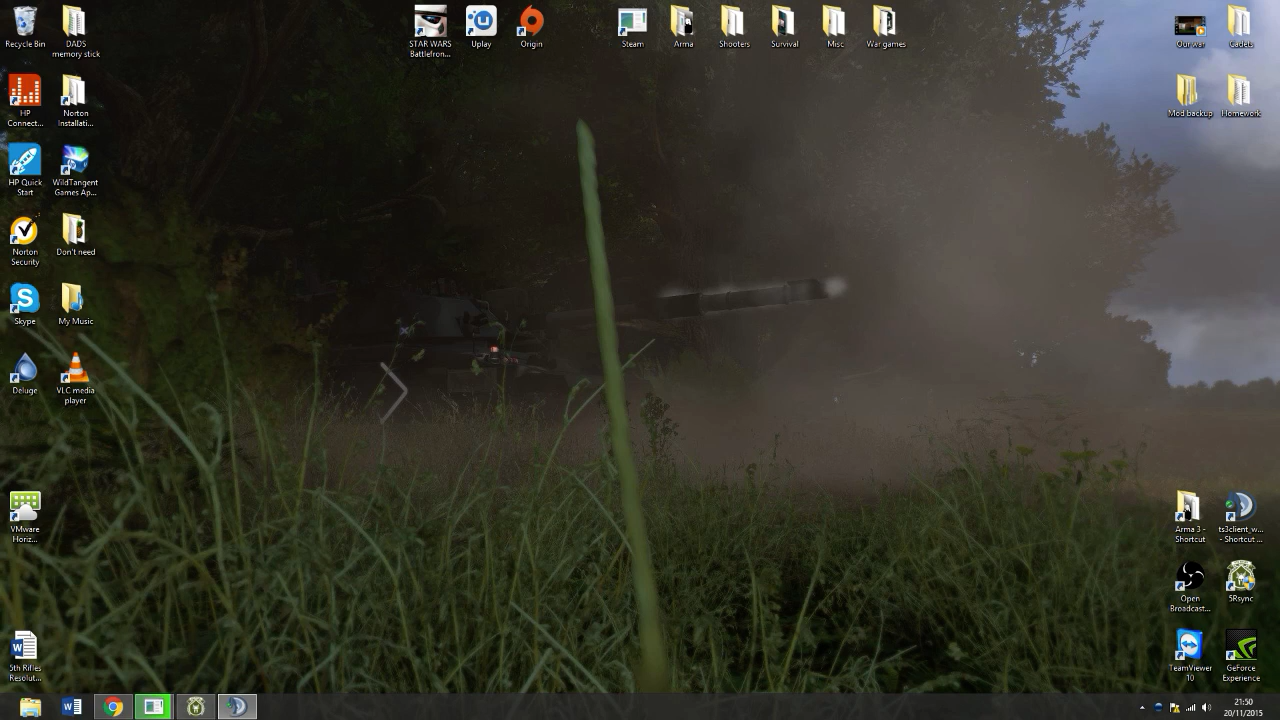 Recycle Bin
DADS
memory stick
STAR WARS
Battlefron...
Uplay
Origin
Steam
Arma
Shooters
Survival
Misc
War games
Our war
Cadets
HP
Connect...
Norton
Installati...
Mod backup
Homework
HP Quick
Start
WildTangent
Games Ap...
Norton
Security
Don't need
Skype
My Music
Deluge
VLC media
player
VMware
Horiz...
Arma 3 -
Shortcut
ts3client_w...
- Shortcut ...
Open
Broadcast...
5Rsync
5th Rifles
Resolut...
TeamViewer
10
GeForce
Experience
21:50
20/11/2015